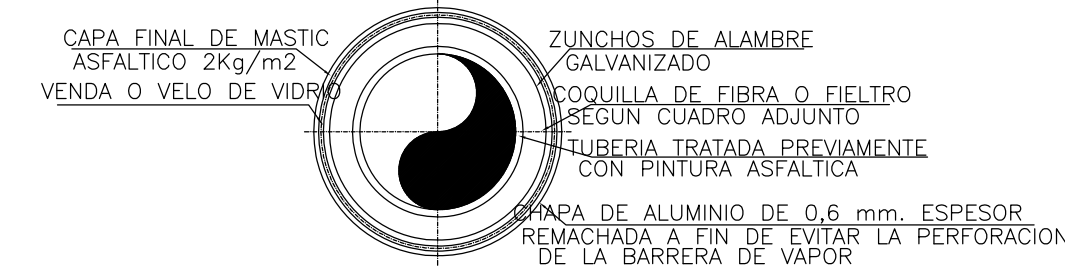 CAPA FINAL DE MASTIC
ASFALTICO 2Kg/m2
VENDA O VELO DE VIDRIO
ZUNCHOS DE ALAMBRE
GALVANIZADO
COQUILLA DE FIBRA O FIELTRO
SEGUN CUADRO ADJUNTO
TUBERIA TRATADA PREVIAMENTE
CON PINTURA ASFALTICA
CHAPA DE ALUMINIO DE 0,6 mm. ESPESOR
REMACHADA A FIN DE EVITAR LA PERFORACION
DE LA BARRERA DE VAPOR